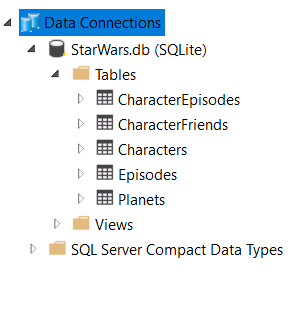 Data Connections
StarWars.db (SQLite)
Tables
CharacterEpisodes
CharacterFriends
Characters
Episodes
Planets
Views
SQL Server Compact Data Types